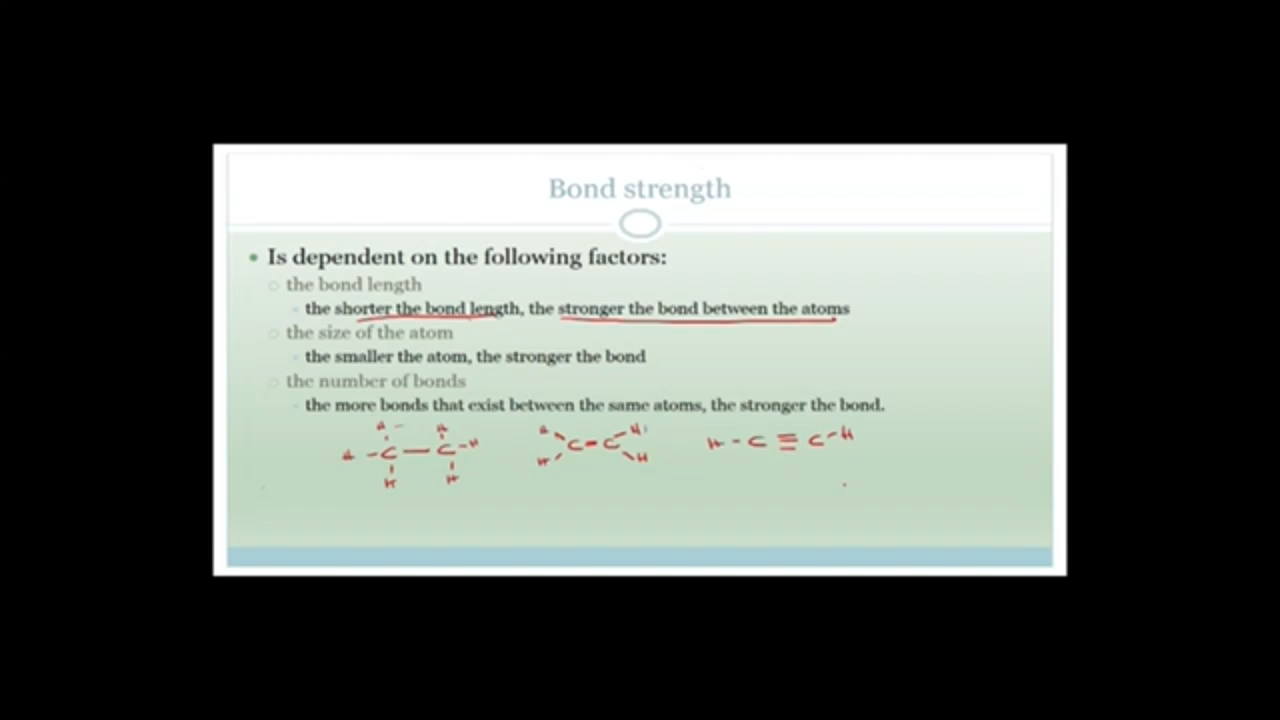 Bond strength
• Is dependent on the following factors:
○ the bond length
- the shorter the bond length, the stronger the bond between the atoms
○ the size of the atom
- the smaller the atom, the stronger the bond
○ the number of bonds
- the more bonds that exist between the same atoms, the stronger the bond.
H H H H H
H - C — C - H C = C H - C ≡ C - H
H H H H